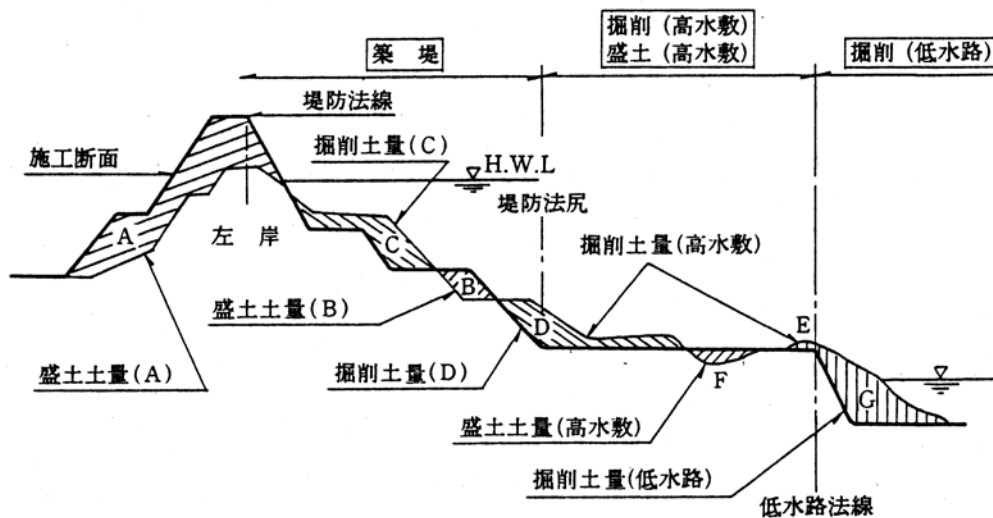 築 堤
掘削 (高水敷)
盛土 (高水敷)
掘削 (低水路)
堤防法線
掘削土量(C)
施工断面
H.W.L
堤防法尻
A
左 岸
C
掘削土量(高水敷)
B
盛土土量(B)
D
E
F
G
盛土土量(A)
掘削土量(D)
盛土土量(高水敷)
掘削土量(低水路)
低水路法線